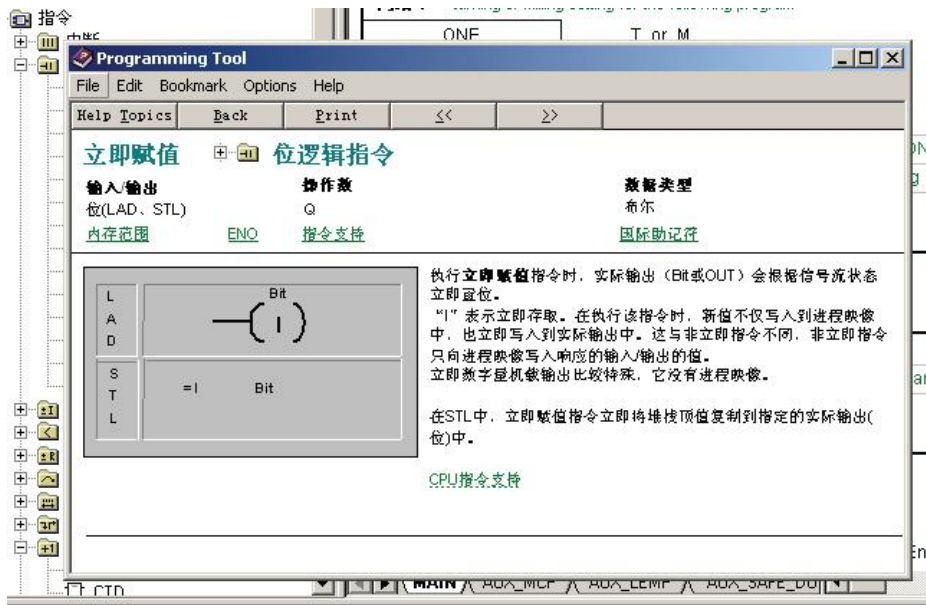 指令
中断
ONE
T or M
Programming Tool
File Edit Bookmark Options Help
Help Topics Back Print << >>
立即赋值 位逻辑指令
输入/输出 操作数 数据类型
位(LAD、STL) Q 布尔
内存范围 ENO 指令支持 国际助记符
L
A
D
Bit
I
S
T
L
=I Bit
执行立即赋值指令时，实际输出（Bit或OUT）会根据信号流状态
立即置位。
“I”表示立即存取。在执行该指令时，新值不仅写入到进程映像
中，也立即写入到实际输出中。这与非立即指令不同，非立即指令
只向进程映像写入响应的输入/输出的值。
立即数字量机载输出比较特殊，它没有进程映像。
在STL中，立即赋值指令立即将堆栈顶值复制到指定的实际输出(
位)中。
CPU指令支持
CTD
MAIN AUX_MCP AUX_LEMP